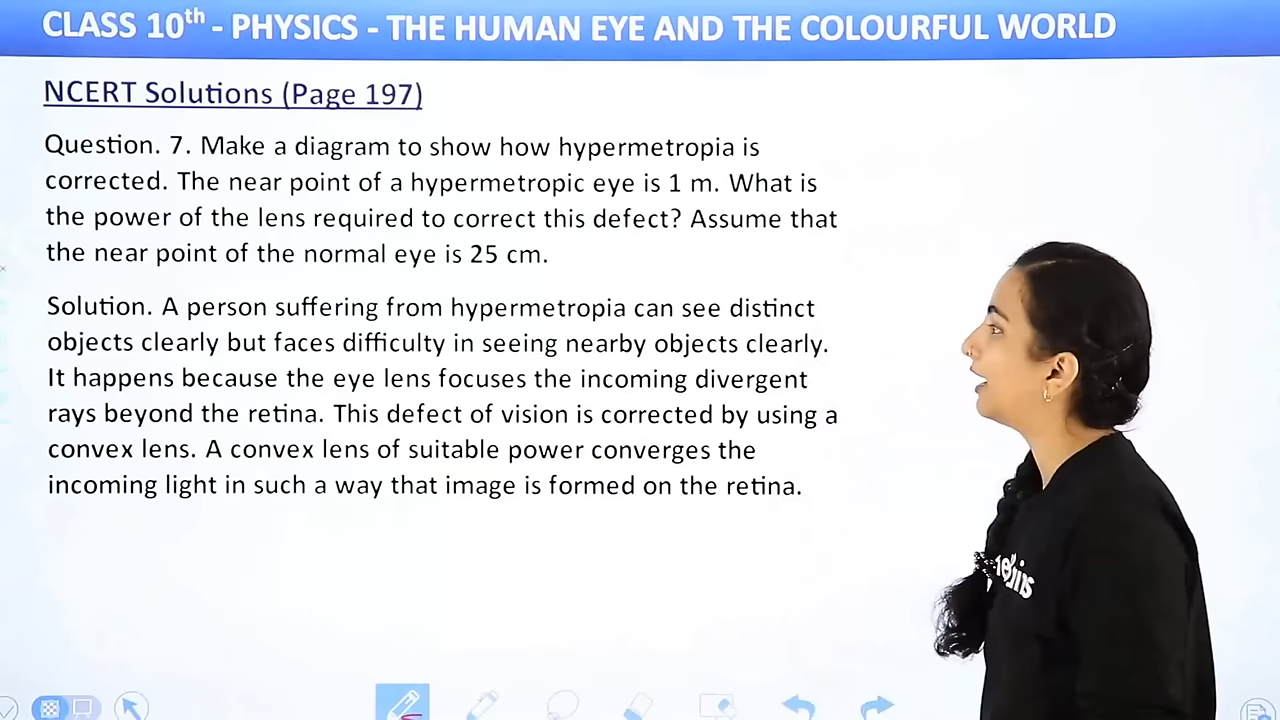 CLASS 10th - PHYSICS - THE HUMAN EYE AND THE COLOURFUL WORLD
NCERT Solutions (Page 197)
Question. 7. Make a diagram to show how hypermetropia is
corrected. The near point of a hypermetropic eye is 1 m. What is
the power of the lens required to correct this defect? Assume that
the near point of the normal eye is 25 cm.
Solution. A person suffering from hypermetropia can see distinct
objects clearly but faces difficulty in seeing nearby objects clearly.
It happens because the eye lens focuses the incoming divergent
rays beyond the retina. This defect of vision is corrected by using a
convex lens. A convex lens of suitable power converges the
incoming light in such a way that image is formed on the retina.